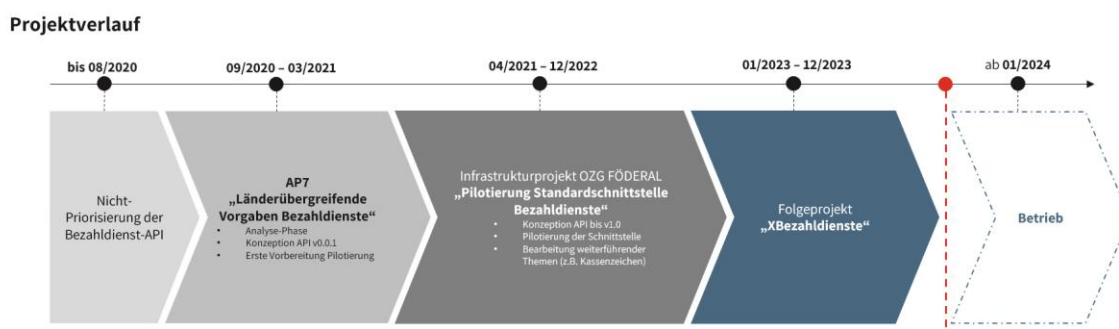 Projektverlauf
bis 08/2020
09/2020 – 03/2021
04/2021 – 12/2022
01/2023 – 12/2023
ab 01/2024
Nicht-
Priorisierung der
Bezahldienst-API
AP7
„Länderübergreifende
Vorgaben Bezahldienste“
• Analyse-Phase
• Konzeption API v0.0.1
• Erste Vorbereitung Pilotierung
Infrastrukturprojekt OZG FÖDERAL
„Pilotierung Standardschnittstelle
Bezahldienste“
• Konzeption API bis v1.0
• Pilotierung der Schnittstelle
• Bearbeitung weiterführender
Themen (z.B. Kassenzeichen)
Folgeprojekt
„XBezahldienste“
Betrieb